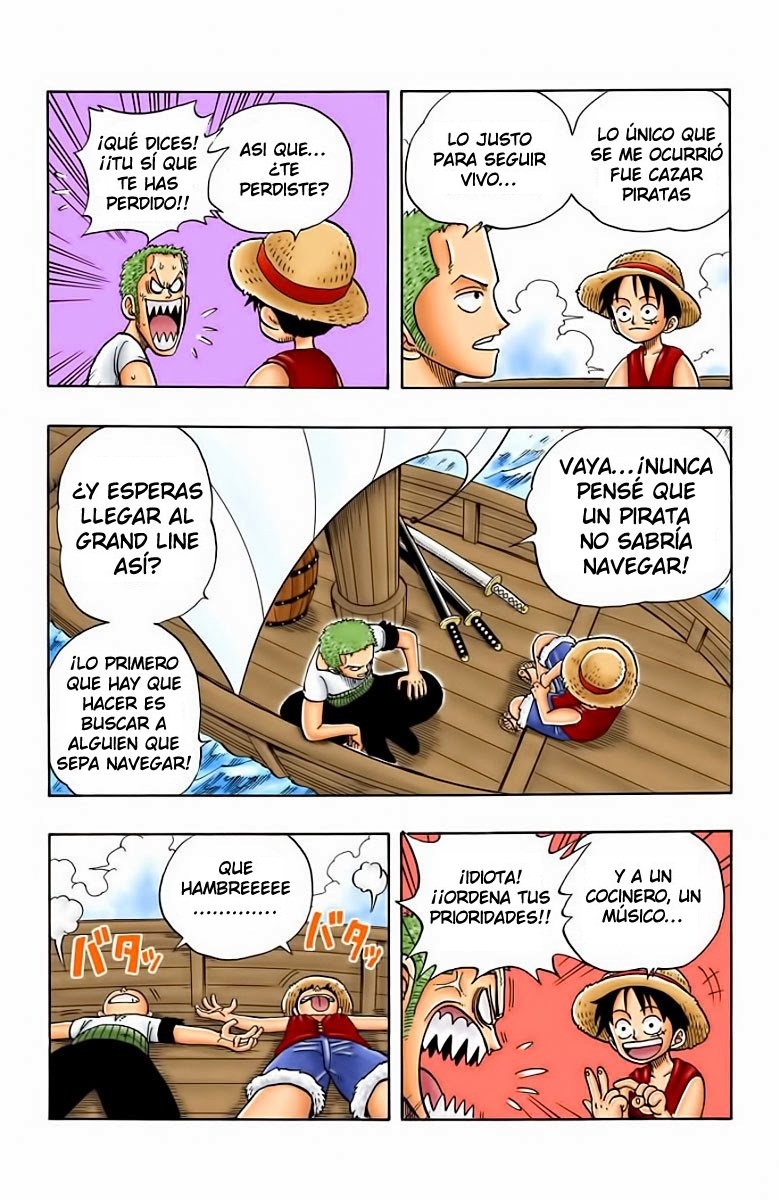 LO ÚNICO QUE
SE ME OCURRIÓ
FUE CAZAR
PIRATAS
LO JUSTO
PARA SEGUIR
VIVO...
ASI QUE...
¿TE
PERDISTE?
¡QUÉ DICES!
¡¡TU SÍ QUE
TE HAS
PERDIDO!!
VAYA...¡NUNCA
PENSÉ QUE
UN PIRATA
NO SABRÍA
NAVEGAR!
¿Y ESPERAS
LLEGAR AL
GRAND LINE
ASÍ?
¡LO PRIMERO
QUE HAY QUE
HACER ES
BUSCAR A
ALGUIEN QUE
SEPA NAVEGAR!
Y A UN
COCINERO, UN
MÚSICO...
¡IDIOTA!
¡¡ORDENA TUS
PRIORIDADES!!
QUE
HAMBREEEEE
.............
バタッ
バタッ